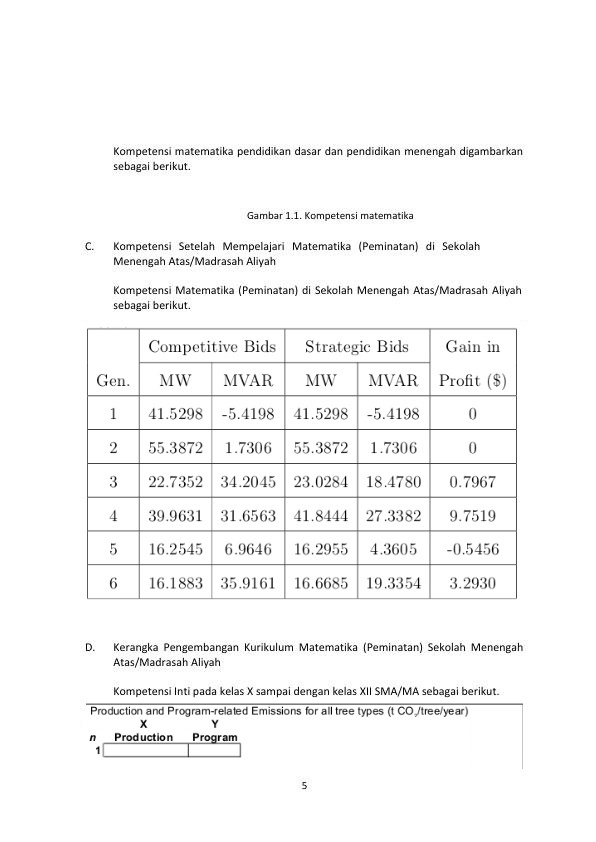 Kompetensi matematika pendidikan dasar dan pendidikan menengah digambarkan
sebagai berikut.
Gambar 1.1. Kompetensi matematika
C. Kompetensi Setelah Mempelajari Matematika (Peminatan) di Sekolah
Menengah Atas/Madrasah Aliyah
Kompetensi Matematika (Peminatan) di Sekolah Menengah Atas/Madrasah Aliyah
sebagai berikut.
Competitive Bids Strategic Bids Gain in
Gen. MW MVAR MW MVAR Profit ($)
1 41.5298 -5.4198 41.5298 -5.4198 0
2 55.3872 1.7306 55.3872 1.7306 0
3 22.7352 34.2045 23.0284 18.4780 0.7967
4 39.9631 31.6563 41.8444 27.3382 9.7519
5 16.2545 6.9646 16.2955 4.3605 -0.5456
6 16.1883 35.9161 16.6685 19.3354 3.2930
D. Kerangka Pengembangan Kurikulum Matematika (Peminatan) Sekolah Menengah
Atas/Madrasah Aliyah
Kompetensi Inti pada kelas X sampai dengan kelas XII SMA/MA sebagai berikut.
Production and Program-related Emissions for all tree types (t CO2/tree/year)
X Y
n Production Program
1
5